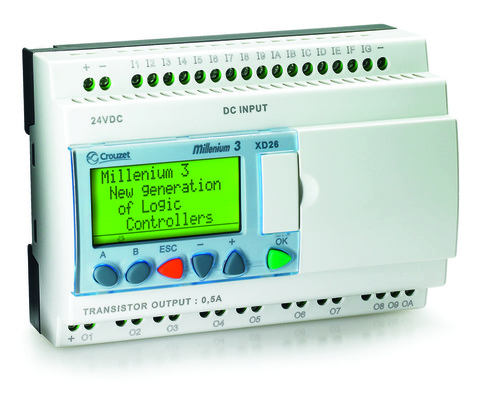 + - I1 I2 I3 I4 I5 I6 I7 I8 I9 IA IB IC ID IE IF IG -
24VDC DC INPUT
Crouzet millenium 3 XD26
Millenium 3
New generation
of Logic
Controllers
A B ESC - + OK
TRANSISTOR OUTPUT : 0,5A
+ O1 O2 O3 O4 O5 O6 O7 O8 O9 OA